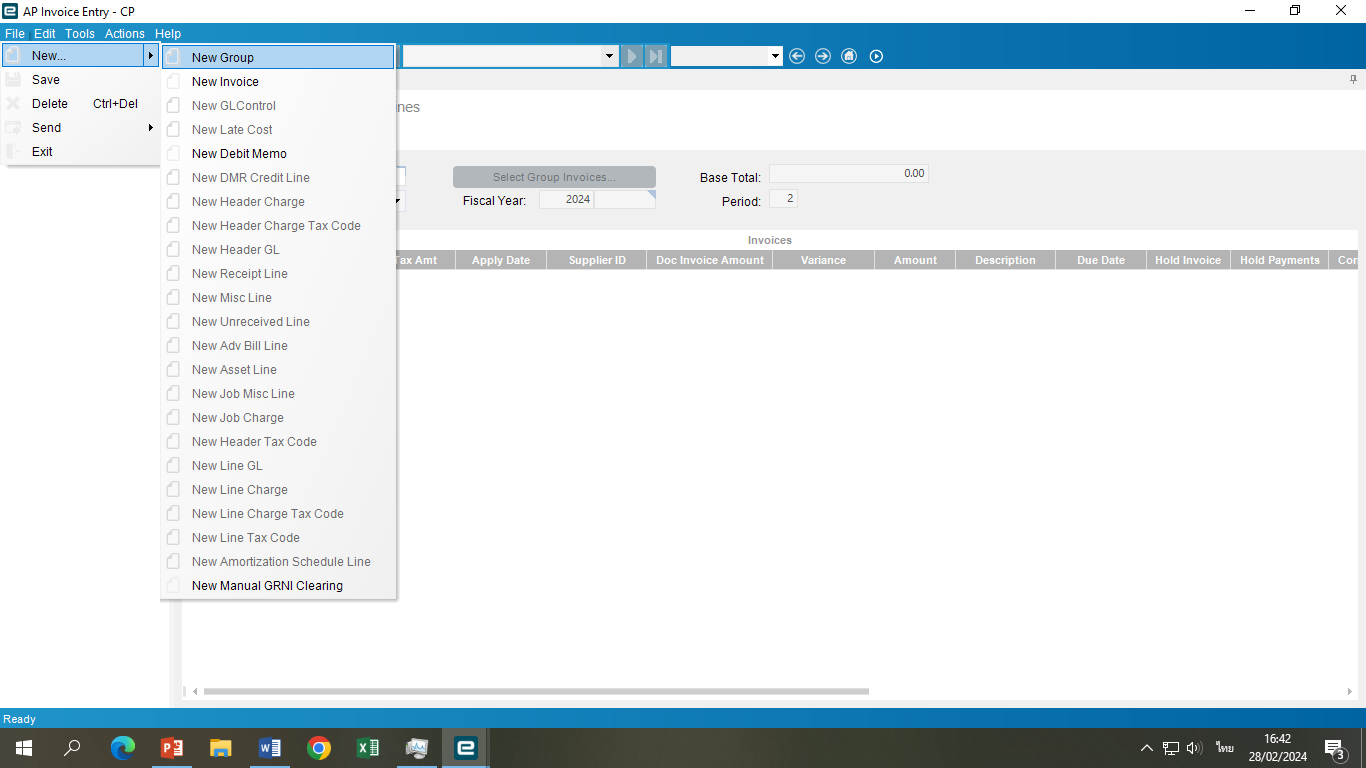 AP Invoice Entry - CP
File Edit Tools Actions Help
New...
Save
Delete Ctrl+Del
Send
Exit
New Group
New Invoice
New GLControl
New Late Cost
New Debit Memo
New DMR Credit Line
New Header Charge
New Header Charge Tax Code
New Header GL
New Receipt Line
New Misc Line
New Unreceived Line
New Adv Bill Line
New Asset Line
New Job Misc Line
New Job Charge
New Header Tax Code
New Line GL
New Line Charge
New Line Charge Tax Code
New Line Tax Code
New Amortization Schedule Line
New Manual GRNI Clearing
nes
Select Group Invoices... Base Total: 0.00
Fiscal Year: 2024 Period: 2
Invoices
Tax Amt Apply Date Supplier ID Doc Invoice Amount Variance Amount Description Due Date Hold Invoice Hold Payments Cor
Ready
ไทย
16:42
28/02/2024
3